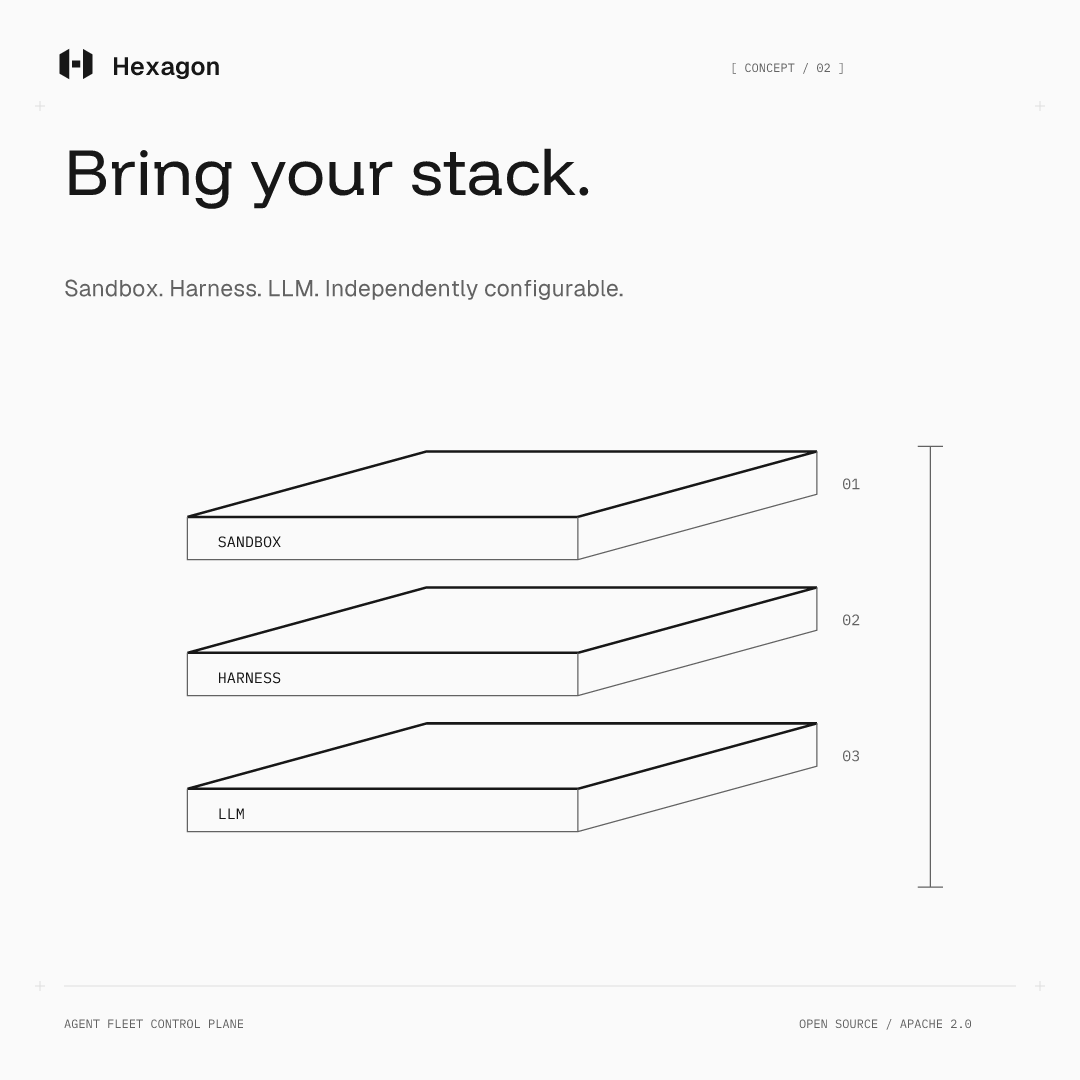 Hexagon
[ CONCEPT / 02 ]
Bring your stack.
Sandbox. Harness. LLM. Independently configurable.
01
SANDBOX
02
HARNESS
03
LLM
AGENT FLEET CONTROL PLANE
OPEN SOURCE / APACHE 2.0